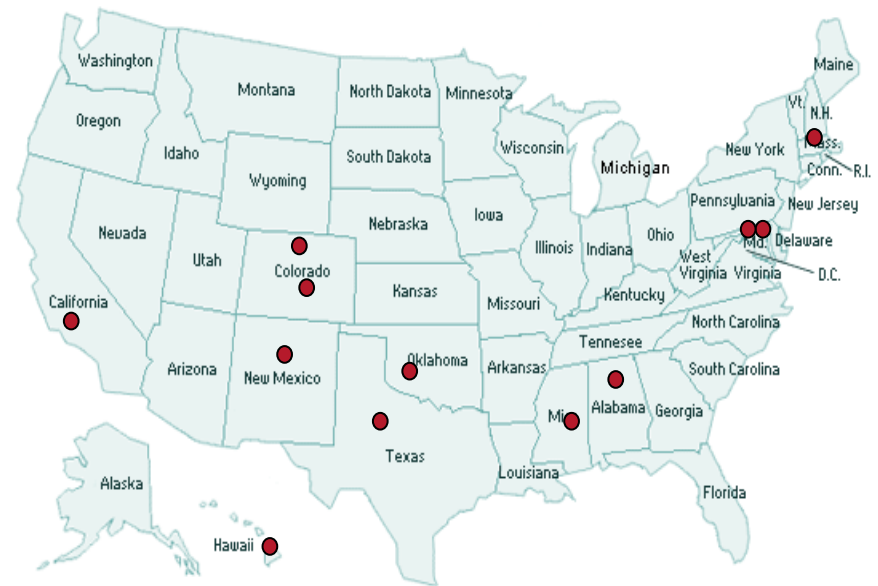 Washington
Montana
North Dakota
Minnesota
Maine
Oregon
Idaho
Wyoming
South Dakota
Wisconsin
Michigan
Vt.
N.H.
New York
Mass.
Conn.
R.I.
Nevada
Utah
Colorado
Nebraska
Iowa
Illinois
Indiana
Ohio
Pennsylvania
New Jersey
Md.
Delaware
West
Virginia
Virginia
D.C.
California
Kansas
Missouri
Kentucky
Arizona
New Mexico
Oklahoma
Arkansas
Tennesee
North Carolina
South Carolina
Texas
Louisiana
Mi
Alabama
Georgia
Florida
Alaska
Hawaii